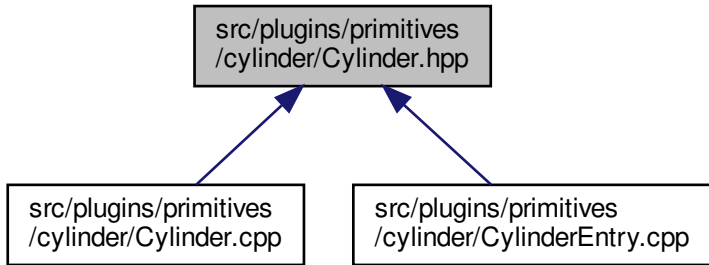 src/plugins/primitives
/cylinder/Cylinder.hpp
src/plugins/primitives
/cylinder/Cylinder.cpp
src/plugins/primitives
/cylinder/CylinderEntry.cpp